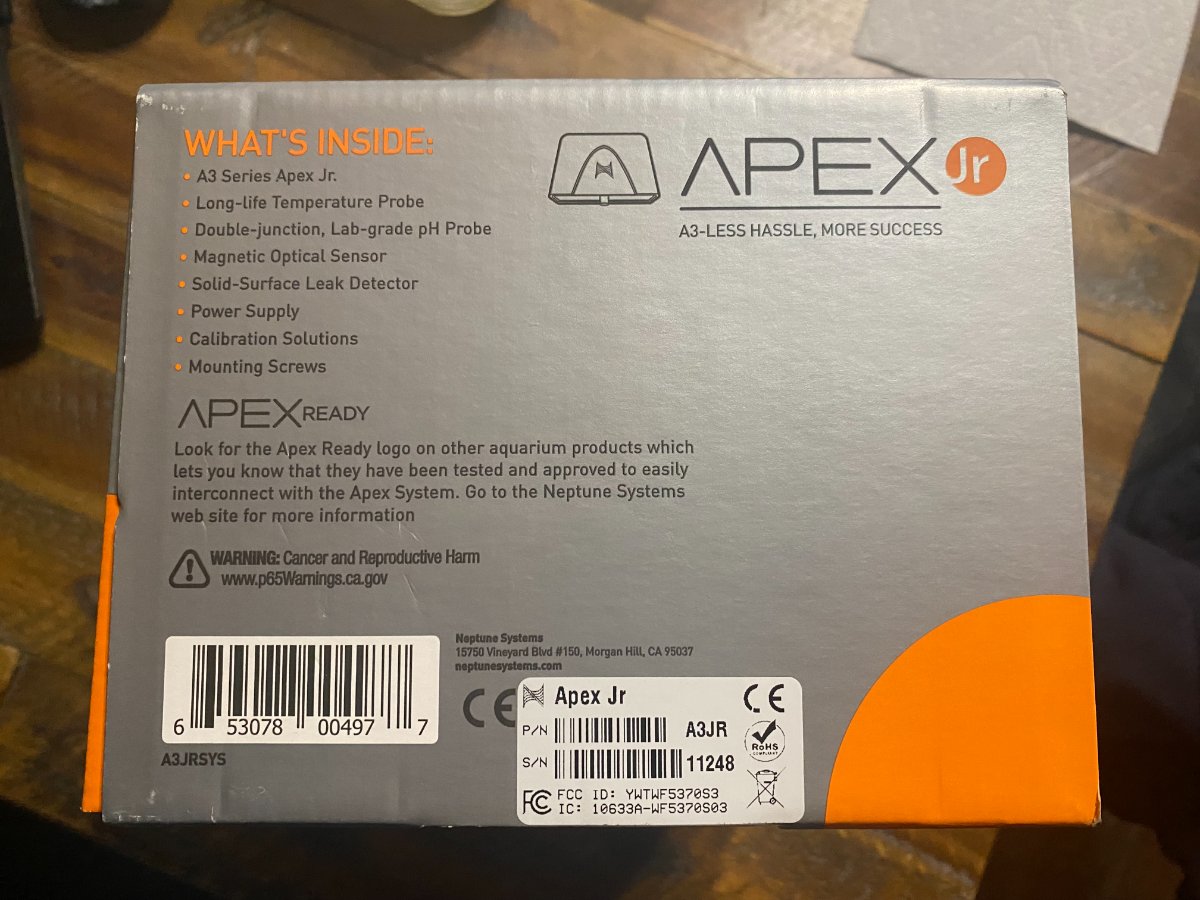 WHAT'S INSIDE:
• A3 Series Apex Jr.
• Long-life Temperature Probe
• Double-junction, Lab-grade pH Probe
• Magnetic Optical Sensor
• Solid-Surface Leak Detector
• Power Supply
• Calibration Solutions
• Mounting Screws
APEX Jr
A3-LESS HASSLE, MORE SUCCESS
APEX READY
Look for the Apex Ready logo on other aquarium products which
lets you know that they have been tested and approved to easily
interconnect with the Apex System. Go to the Neptune Systems
web site for more information
WARNING: Cancer and Reproductive Harm
www.p65Warnings.ca.gov
6 53078 00497 7
A3JRSYS
Neptune Systems
15750 Vineyard Blvd #150, Morgan Hill, CA 95037
neptunesystems.com
CE
Apex Jr CE
P/N A3JR
S/N 11248
RoHS
COMPLIANT
FC FCC ID: YWTWF5370S3
IC: 10633A-WF5370S03